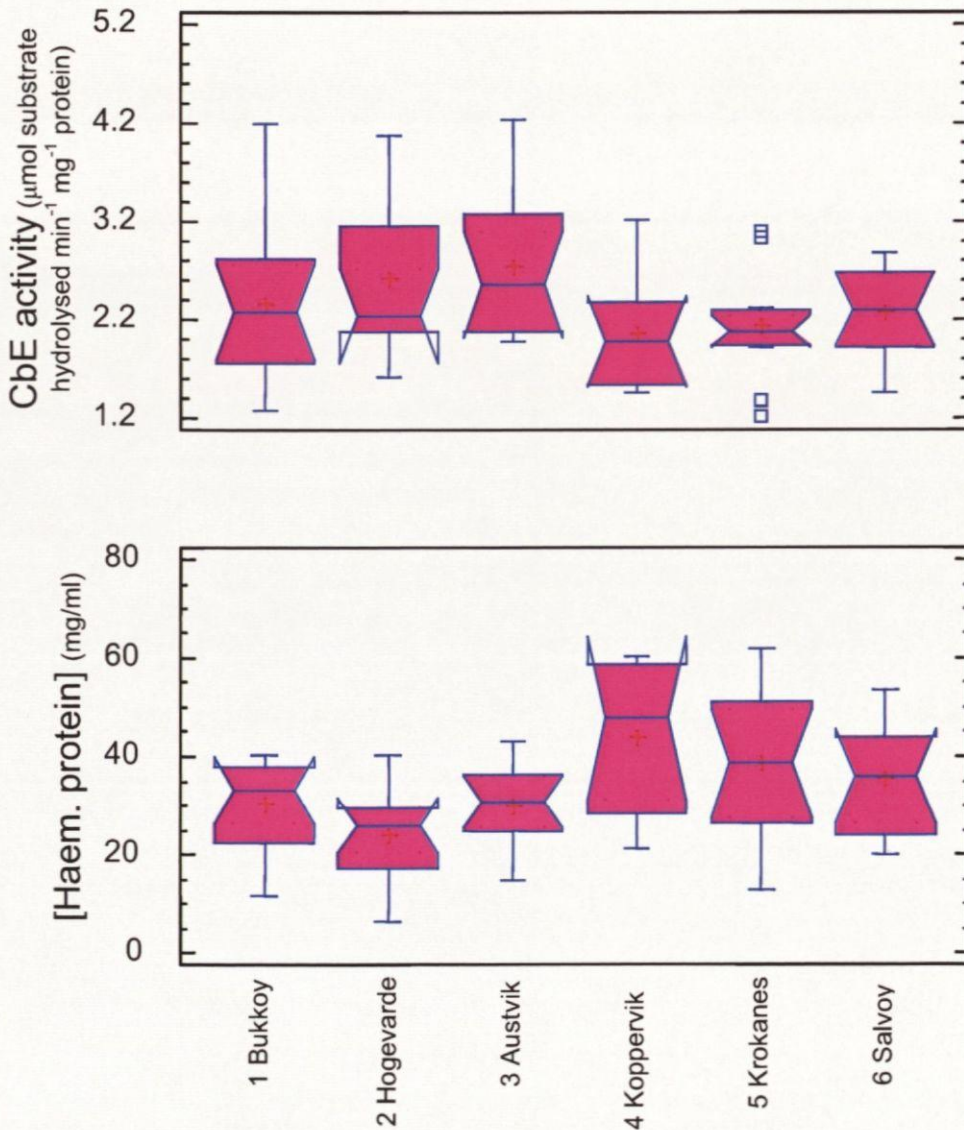 CbE activity (μmol substrate
hydrolysed min⁻¹ mg⁻¹ protein)
5.2
4.2
3.2
2.2
1.2
[Haem. protein] (mg/ml)
80
60
40
20
0
1 Bukkoy
2 Hogevarde
3 Austvik
4 Koppervik
5 Krokanes
6 Salvoy